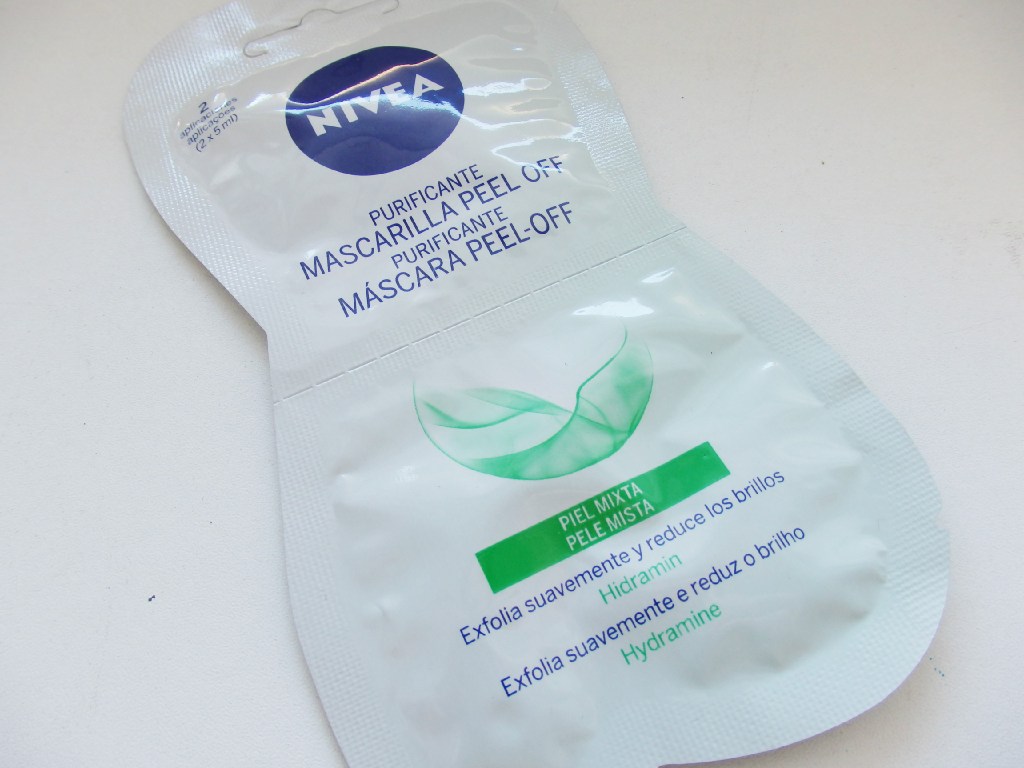 2
aplicaciones
aplicações
(2 x 5 ml)
NIVEA
PURIFICANTE
MASCARILLA PEEL OFF
PURIFICANTE
MÁSCARA PEEL-OFF
PIEL MIXTA
PELE MISTA
Exfolia suavemente y reduce los brillos
Hidramin
Exfolia suavemente e reduz o brilho
Hydramine